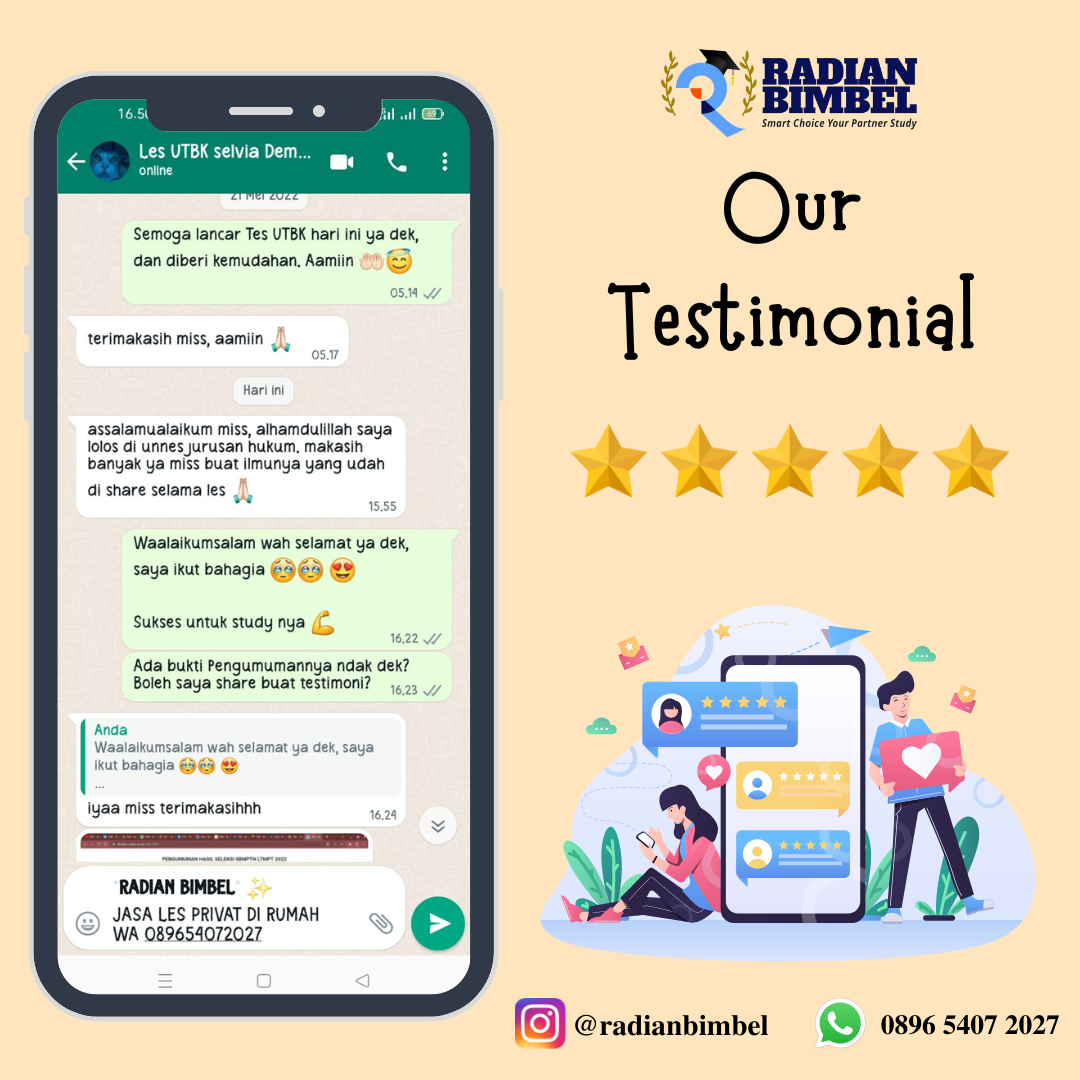 16.50
69
Les UTBK selvia Dem...
online
21 Mei 2022
Semoga lancar Tes UTBK hari ini ya dek,
dan diberi kemudahan. Aamiin 🤲🏻😇
05.14
terimakasih miss, aamiin 🙏🏻
05.17
Hari ini
assalamualaikum miss, alhamdulillah saya
lolos di unnes jurusan hukum. makasih
banyak ya miss buat ilmunya yang udah
di share selama les 🙏🏻
15.55
Waalaikumsalam wah selamat ya dek,
saya ikut bahagia 🥹🥹 😍
Sukses untuk study nya 💪
16.22
Ada bukti Pengumumannya ndak dek?
Boleh saya share buat testimoni?
16.23
Anda
Waalaikumsalam wah selamat ya dek, saya
ikut bahagia 🥹🥹 😍
...
iyaa miss terimakasihhh
16.24
PENGUMUMAN HASIL SELEKSI SBMPTN LTMPT 2022
RADIAN BIMBEL ✨
JASA LES PRIVAT DI RUMAH
WA 089654072027
RADIAN
BIMBEL
Smart Choice Your Partner Study
Our
Testimonial
@radianbimbel
0896 5407 2027